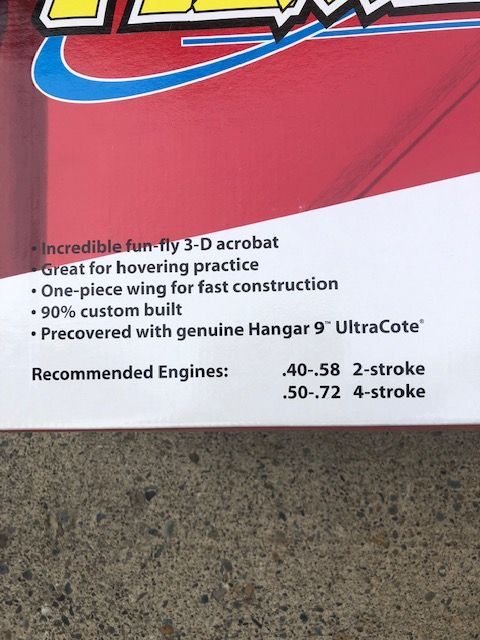 • Incredible fun-fly 3-D acrobat
• Great for hovering practice
• One-piece wing for fast construction
• 90% custom built
• Precovered with genuine Hangar 9™ UltraCote®
Recommended Engines: .40-.58 2-stroke
.50-.72 4-stroke